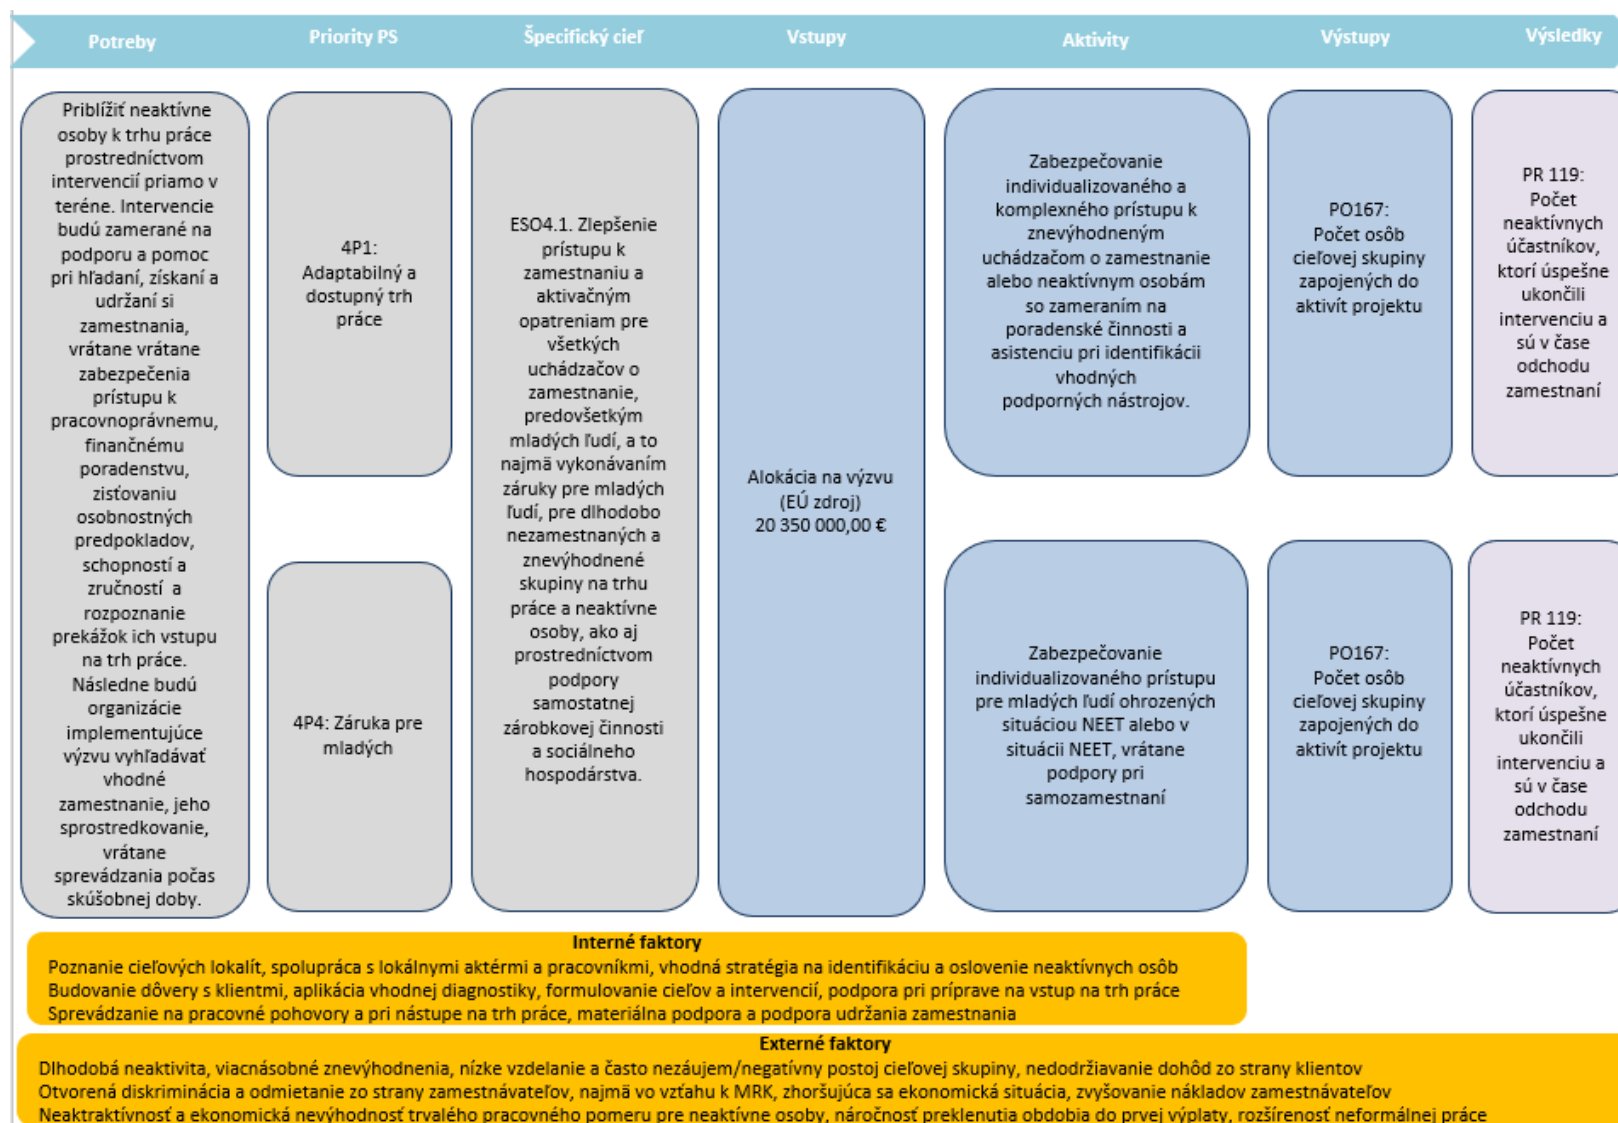 Potreby
Priority PS
Špecifický cieľ
Vstupy
Aktivity
Výstupy
Výsledky
Priblížiť neaktívne
osoby k trhu práce
prostredníctvom
intervencií priamo v
teréne. Intervencie
budú zamerané na
podporu a pomoc
pri hľadaní, získaní a
udržaní si
zamestnania,
vrátane vrátane
zabezpečenia
prístupu k
pracovnoprávnemu,
finančnému
poradenstvu,
zisťovaniu
osobnostných
predpokladov,
schopností a
zručností a
rozpoznanie
prekážok ich vstupu
na trh práce.
Následne budú
organizácie
implementujúce
výzvu vyhľadávať
vhodné
zamestnanie, jeho
sprostredkovanie,
vrátane
sprevádzania počas
skúšobnej doby.
4P1:
Adaptabilný a
dostupný trh
práce
4P4: Záruka pre
mladých
ESO4.1. Zlepšenie
prístupu k
zamestnaniu a
aktivačným
opatreniam pre
všetkých
uchádzačov o
zamestnanie,
predovšetkým
mladých ľudí, a to
najmä vykonávaním
záruky pre mladých
ľudí, pre dlhodobo
nezamestnaných a
znevýhodnené
skupiny na trhu
práce a neaktívne
osoby, ako aj
prostredníctvom
podpory
samostatnej
zárobkovej činnosti
a sociálneho
hospodárstva.
Alokácia na výzvu
(EÚ zdroj)
20 350 000,00 €
Zabezpečovanie
individualizovaného a
komplexného prístupu k
znevýhodneným
uchádzačom o zamestnanie
alebo neaktívnym osobám
so zameraním na
poradenské činnosti a
asistenciu pri identifikácii
vhodných
podporných nástrojov.
Zabezpečovanie
individualizovaného prístupu
pre mladých ľudí ohrozených
situáciou NEET alebo v
situácii NEET, vrátane
podpory pri
samozamestnaní
PO167:
Počet osôb
cieľovej skupiny
zapojených do
aktivít projektu
PO167:
Počet osôb
cieľovej skupiny
zapojených do
aktivít projektu
PR 119:
Počet
neaktívnych
účastníkov,
ktorí úspešne
ukončili
intervenciu a
sú v čase
odchodu
zamestnaní
PR 119:
Počet
neaktívnych
účastníkov,
ktorí úspešne
ukončili
intervenciu a
sú v čase
odchodu
zamestnaní
Interné faktory
Poznanie cieľových lokalít, spolupráca s lokálnymi aktérmi a pracovníkmi, vhodná stratégia na identifikáciu a oslovenie neaktívnych osôb
Budovanie dôvery s klientmi, aplikácia vhodnej diagnostiky, formulovanie cieľov a intervencií, podpora pri príprave na vstup na trh práce
Sprevádzanie na pracovné pohovory a pri nástupe na trh práce, materiálna podpora a podpora udržania zamestnania
Externé faktory
Dlhodobá neaktivita, viacnásobné znevýhodnenia, nízke vzdelanie a často nezáujem/negatívny postoj cieľovej skupiny, nedodržiavanie dohôd zo strany klientov
Otvorená diskriminácia a odmietanie zo strany zamestnávateľov, najmä vo vzťahu k MRK, zhoršujúca sa ekonomická situácia, zvyšovanie nákladov zamestnávateľov
Neaktraktívnosť a ekonomická nevýhodnosť trvalého pracovného pomeru pre neaktívne osoby, náročnosť preklenutia obdobia do prvej výplaty, rozšírenosť neformálnej práce